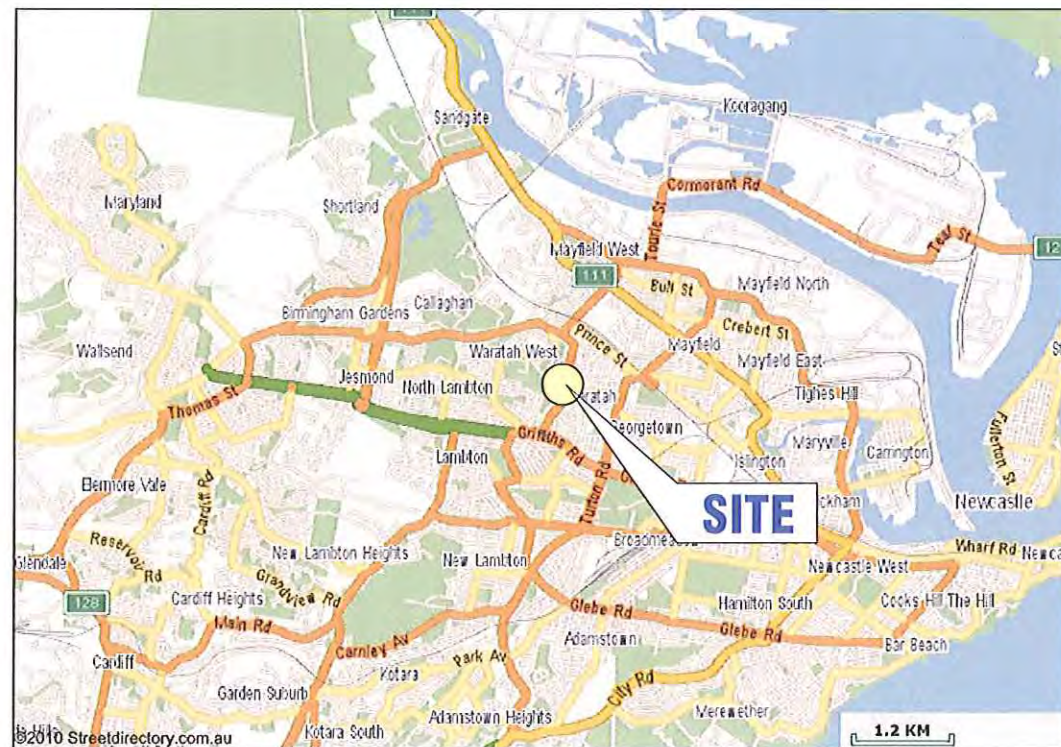 Sandgate
Kooragang
Maryland
Shortland
Cormorant Rd
Tourle St
Teal St
Mayfield West
111
Bull St
Mayfield North
Callaghan
Birmingham Gardens
Prince St
Crebert St
Mayfield
Wallsend
Waratah West
Mayfield East
Jesmond
North Lambton
Tighes Hill
Thomas St
Georgetown
Griffiths Rd
Maryville
Lambton
Islington
Carrington
Fullerton St
Elermore Vale
Cardiff Rd
Turton Rd
SITE
Newcastle
Reservoir Rd
New Lambton Heights
New Lambton
Broadmeadow
Wharf Rd
Glendale
Grandview Rd
Newcastle West
128
Cardiff Heights
Glebe Rd
Hamilton South
Cooks Hill
The Hill
Main Rd
Carnley Av
Adamstown
Glebe Rd
Bar Beach
Cardiff
Park Av
Kotara
City Rd
Garden Suburb
Merewether
Kotara South
Adamstown Heights
©2010 Streetdirectory.com.au
1.2 KM